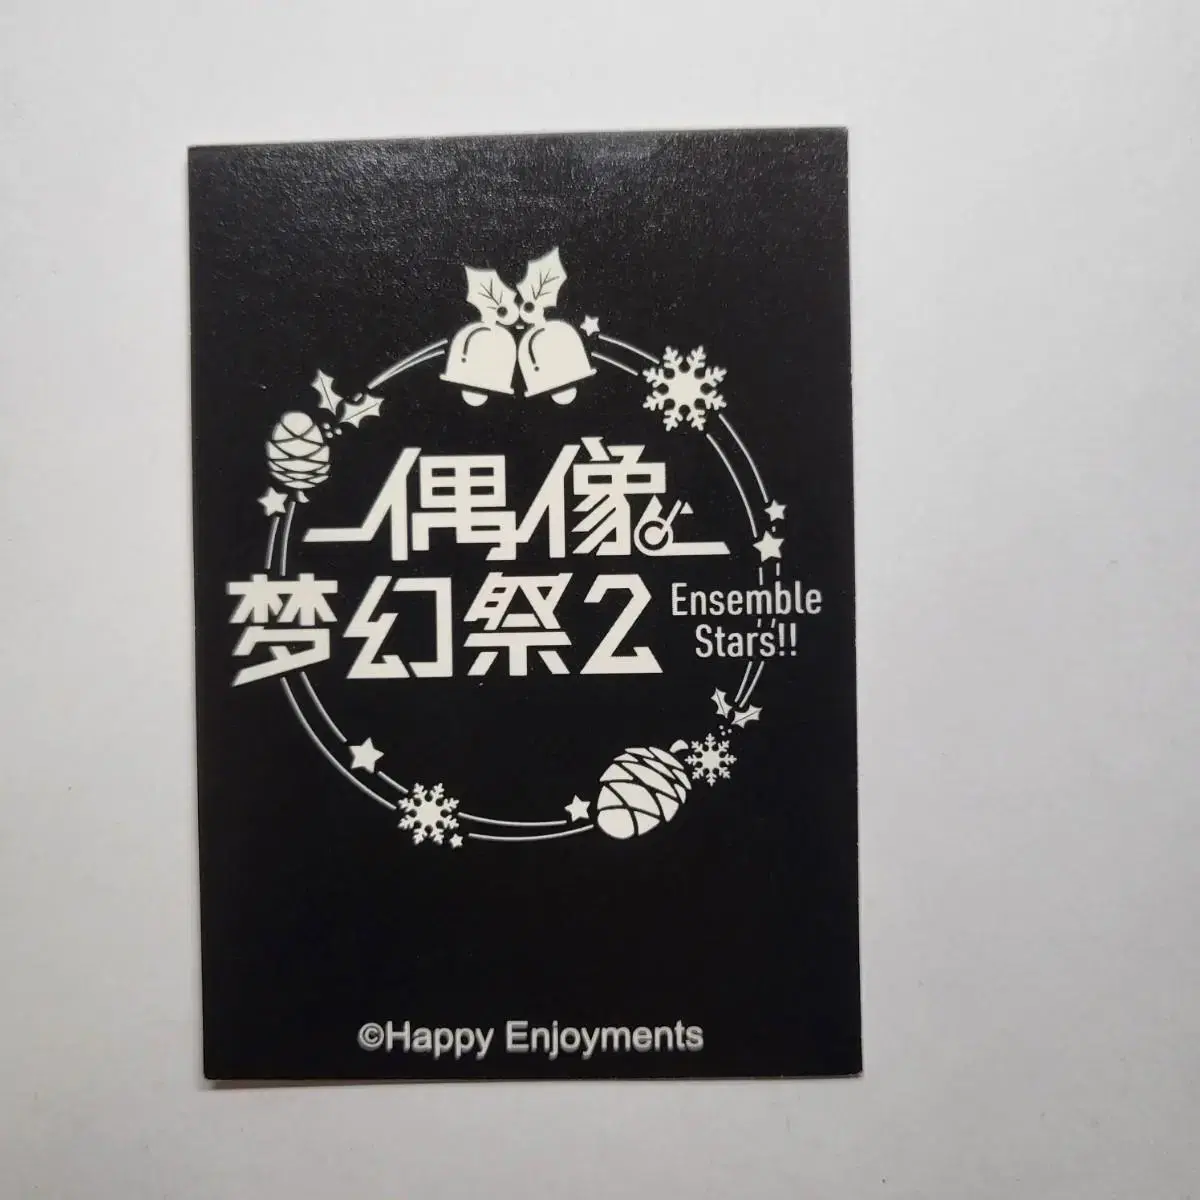 偶像
梦幻祭2
Ensemble
Stars!!
©Happy Enjoyments